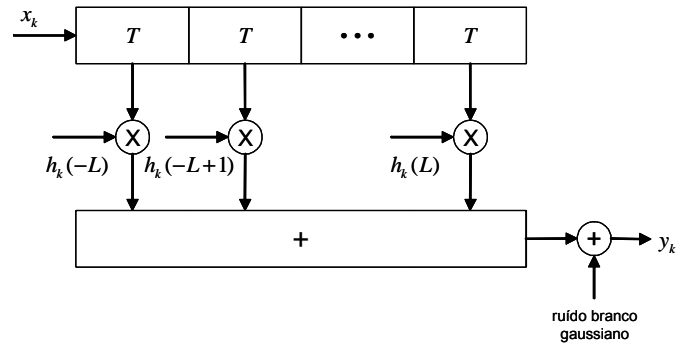 x_k
T T ••• T
X X X
h_k(-L) h_k(-L+1) h_k(L)
+ +
y_k
ruído branco
gaussiano